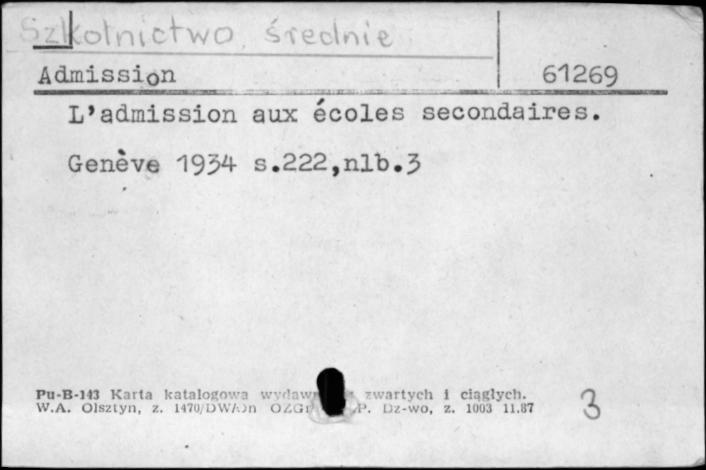 Szkolnictwo średnie
Admission 61269
L'admission aux écoles secondaires.
Genève 1934 s.222,nlb.3
Pu-B-143 Karta katalogowa zwartych i ciągłych.
W.A. Olsztyn, z. 1470/DWA/n OZGr P. Dz-wo, z. 1003 11.87
3